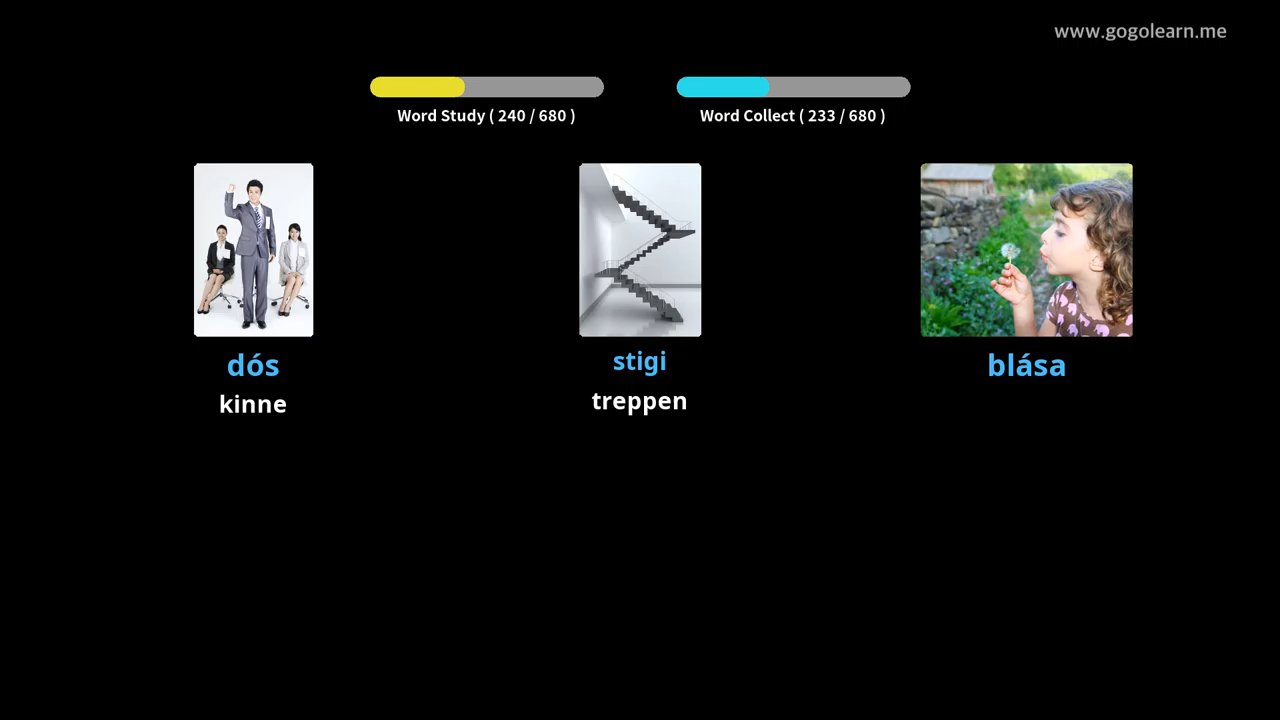 www.gogolearn.me
Word Study ( 240 / 680 )
Word Collect ( 233 / 680 )
dós
kinne
stigi
treppen
blása